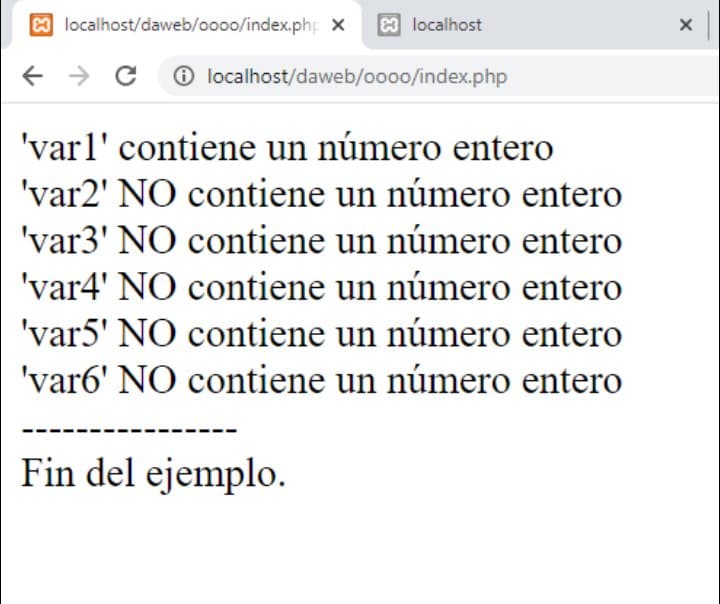 localhost/daweb/oooo/index.php
localhost
localhost/daweb/oooo/index.php
'var1' contiene un número entero
'var2' NO contiene un número entero
'var3' NO contiene un número entero
'var4' NO contiene un número entero
'var5' NO contiene un número entero
'var6' NO contiene un número entero
----------------
Fin del ejemplo.